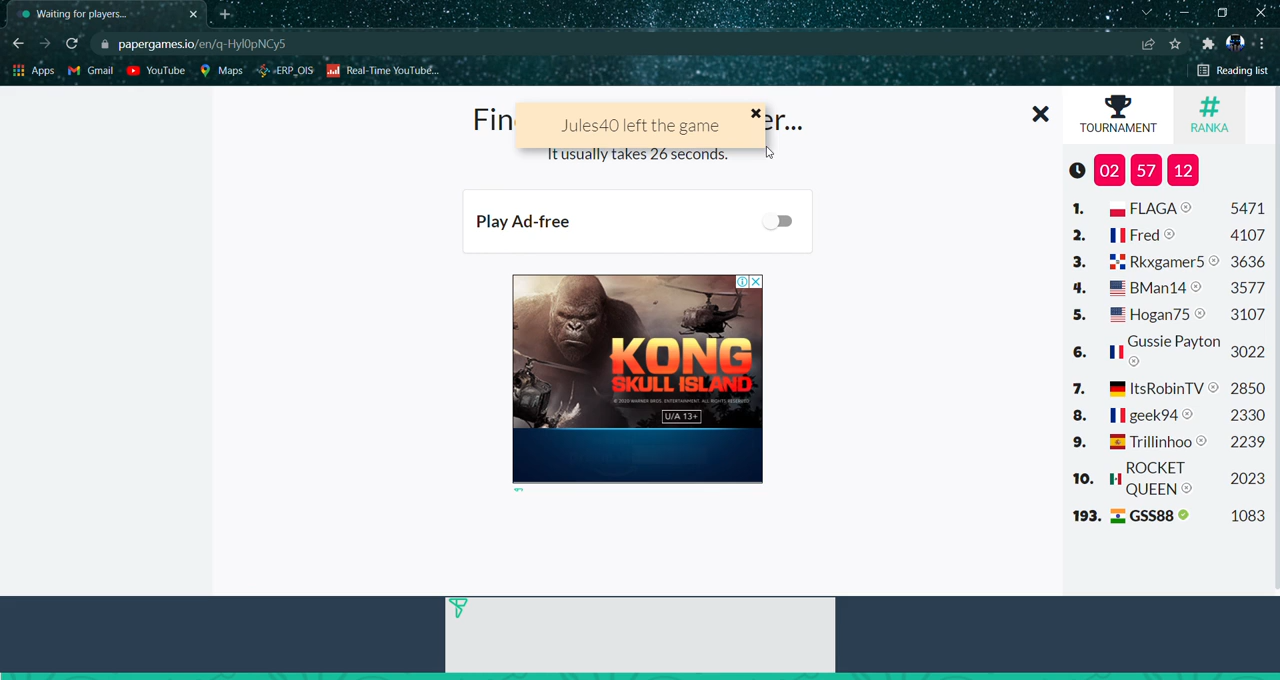 Waiting for players...
papergames.io/en/q-Hyl0pNCy5
Apps Gmail YouTube Maps ERP_OIS Real-Time YouTube... Reading list
Jules40 left the game
It usually takes 26 seconds.
Play Ad-free
KONG
SKULL ISLAND
U/A 13+
TOURNAMENT
#
RANKA
02 57 12
1. FLAGA 5471
2. Fred 4107
3. Rkxgamer5 3636
4. BMan14 3577
5. Hogan75 3107
6. Gussie Payton 3022
7. ItsRobinTV 2850
8. geek94 2330
9. Trillinhoo 2239
10. ROCKET
QUEEN 2023
193. GSS88 1083